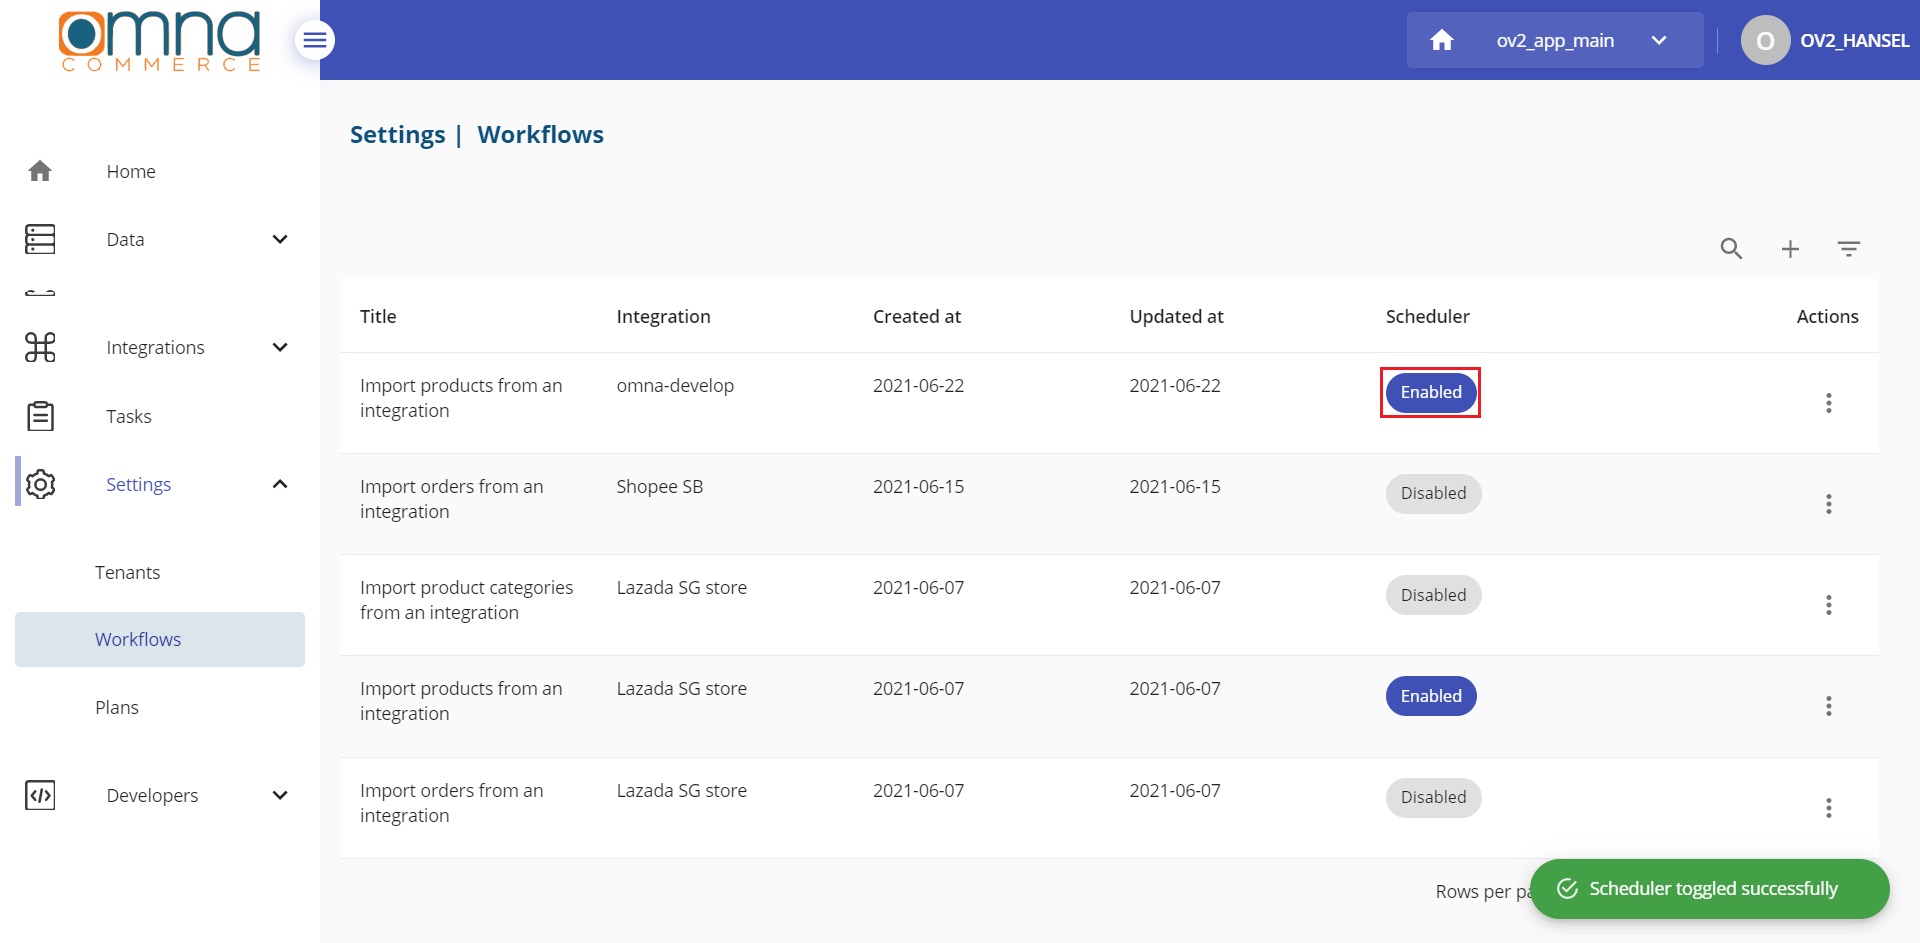 omna
COMMERCE
ov2_app_main
O
OV2_HANSEL
Home
Data
Integrations
Tasks
Settings
Tenants
Workflows
Plans
Developers
Settings | Workflows
Title Integration Created at Updated at Scheduler Actions
Import products from an
integration
omna-develop 2021-06-22 2021-06-22 Enabled
Import orders from an
integration
Shopee SB 2021-06-15 2021-06-15 Disabled
Import product categories
from an integration
Lazada SG store 2021-06-07 2021-06-07 Disabled
Import products from an
integration
Lazada SG store 2021-06-07 2021-06-07 Enabled
Import orders from an
integration
Lazada SG store 2021-06-07 2021-06-07 Disabled
Rows per
Scheduler toggled successfully